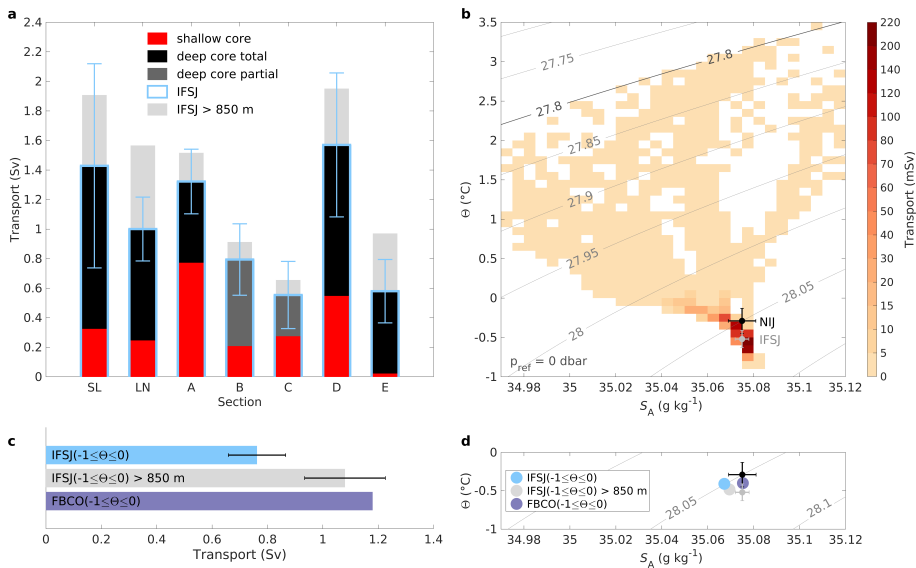 a
2.4
2.2
2
1.8
1.6
1.4
1.2
1
0.8
0.6
0.4
0.2
0
Transport (Sv)
shallow core
deep core total
deep core partial
IFSJ
IFSJ > 850 m
SL LN A B C D E
Section
b
3.5
3
2.5
2
1.5
1
0.5
0
-0.5
-1
Θ (°C)
27.75
27.8
27.8
27.85
27.9
27.95
28
28.05
NIJ
IFSJ
p_ref = 0 dbar
34.98 35 35.02 35.04 35.06 35.08 35.1 35.12
S_A (g kg⁻¹)
220
200
160
140
120
100
60
50
40
30
20
15
10
5
0
Transport (mSv)
c
IFSJ(-1≤Θ≤0)
IFSJ(-1≤Θ≤0) > 850 m
FBCO(-1≤Θ≤0)
0 0.2 0.4 0.6 0.8 1 1.2 1.4
Transport (Sv)
d
0
-0.5
-1
Θ (°C)
IFSJ(-1≤Θ≤0)
IFSJ(-1≤Θ≤0) > 850 m
FBCO(-1≤Θ≤0)
28.05
28.1
34.98 35 35.02 35.04 35.06 35.08 35.1 35.12
S_A (g kg⁻¹)